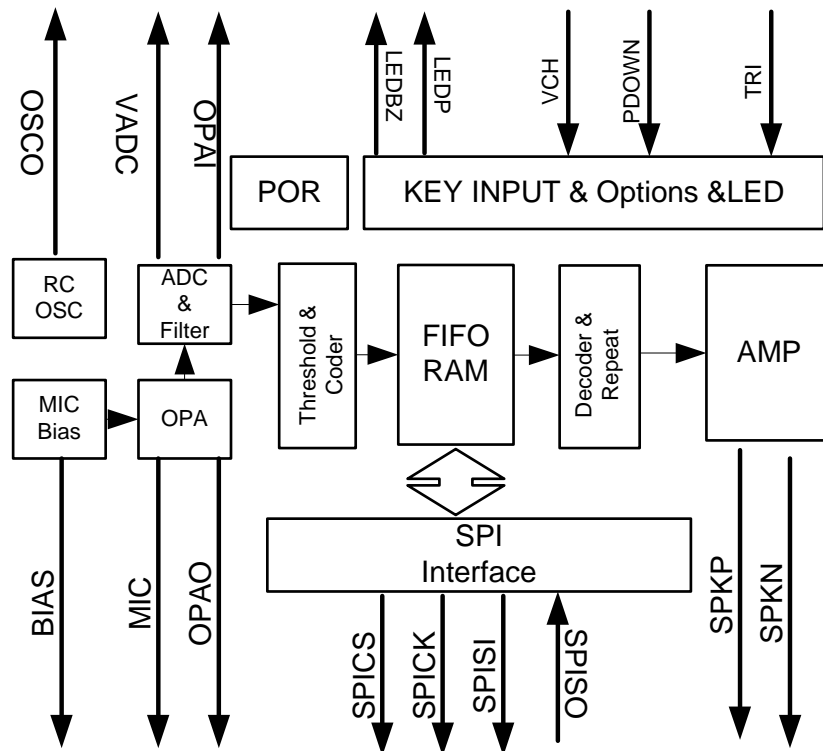 OSCO
VADC
OPAI
LEDBZ
LEDP
VCH
PDOWN
TRI
POR
KEY INPUT & Options &LED
RC
OSC
ADC
&
Filter
Threshold &
Coder
FIFO
RAM
Decoder &
Repeat
AMP
MIC
Bias
OPA
SPI
Interface
BIAS
MIC
OPAO
SPICS
SPICK
SPISI
SPISO
SPKP
SPKN